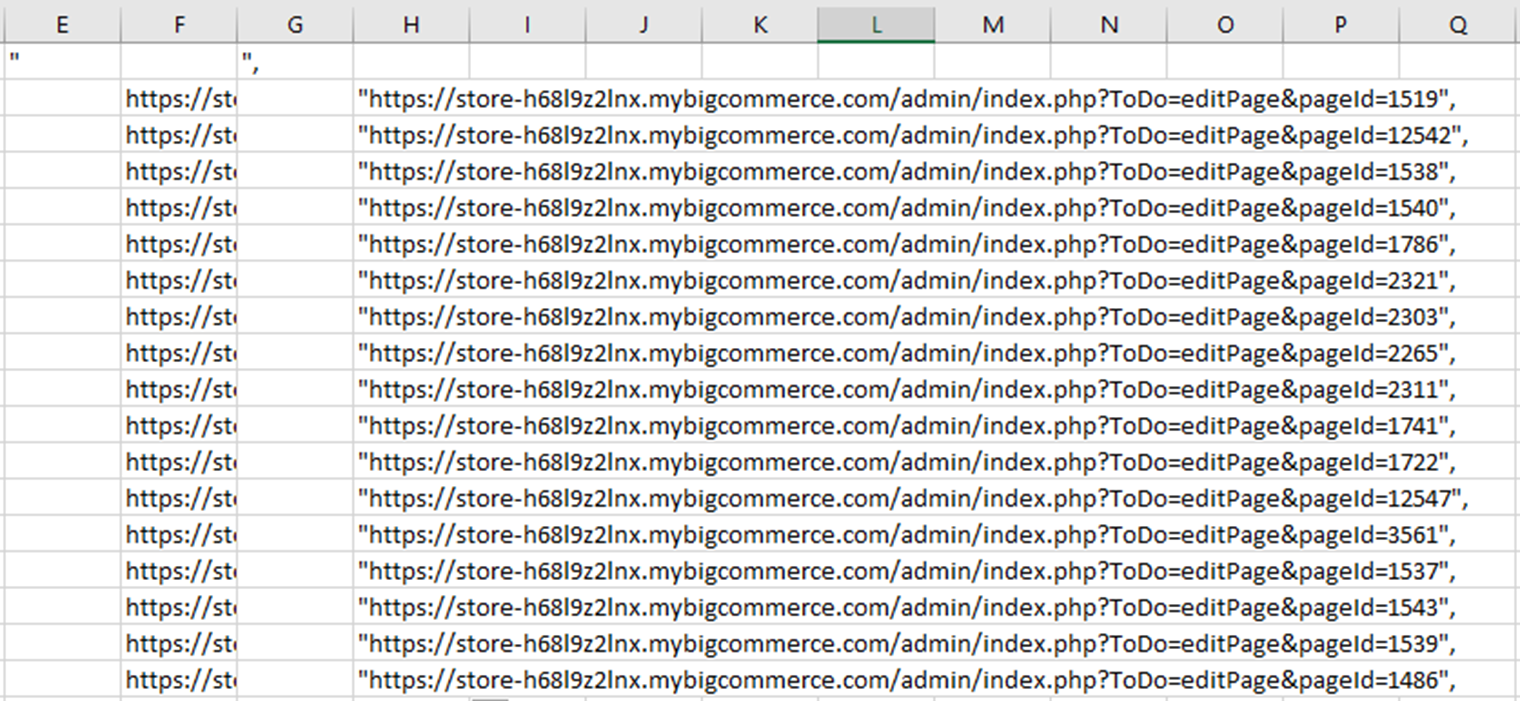 E F G H I J K L M N O P Q
" ",
https://st "https://store-h68l9z2lnx.mybigcommerce.com/admin/index.php?ToDo=editPage&pageId=1519",
https://st "https://store-h68l9z2lnx.mybigcommerce.com/admin/index.php?ToDo=editPage&pageId=12542",
https://st "https://store-h68l9z2lnx.mybigcommerce.com/admin/index.php?ToDo=editPage&pageId=1538",
https://st "https://store-h68l9z2lnx.mybigcommerce.com/admin/index.php?ToDo=editPage&pageId=1540",
https://st "https://store-h68l9z2lnx.mybigcommerce.com/admin/index.php?ToDo=editPage&pageId=1786",
https://st "https://store-h68l9z2lnx.mybigcommerce.com/admin/index.php?ToDo=editPage&pageId=2321",
https://st "https://store-h68l9z2lnx.mybigcommerce.com/admin/index.php?ToDo=editPage&pageId=2303",
https://st "https://store-h68l9z2lnx.mybigcommerce.com/admin/index.php?ToDo=editPage&pageId=2265",
https://st "https://store-h68l9z2lnx.mybigcommerce.com/admin/index.php?ToDo=editPage&pageId=2311",
https://st "https://store-h68l9z2lnx.mybigcommerce.com/admin/index.php?ToDo=editPage&pageId=1741",
https://st "https://store-h68l9z2lnx.mybigcommerce.com/admin/index.php?ToDo=editPage&pageId=1722",
https://st "https://store-h68l9z2lnx.mybigcommerce.com/admin/index.php?ToDo=editPage&pageId=12547",
https://st "https://store-h68l9z2lnx.mybigcommerce.com/admin/index.php?ToDo=editPage&pageId=3561",
https://st "https://store-h68l9z2lnx.mybigcommerce.com/admin/index.php?ToDo=editPage&pageId=1537",
https://st "https://store-h68l9z2lnx.mybigcommerce.com/admin/index.php?ToDo=editPage&pageId=1543",
https://st "https://store-h68l9z2lnx.mybigcommerce.com/admin/index.php?ToDo=editPage&pageId=1539",
https://st "https://store-h68l9z2lnx.mybigcommerce.com/admin/index.php?ToDo=editPage&pageId=1486",